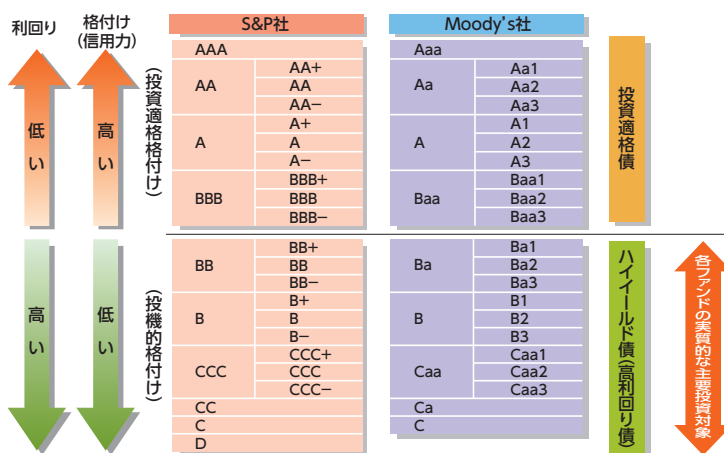 利回り
格付け
(信用力)
低い
高い
高い
低い
(投資適格格付け)
(投機的格付け)
S&P社
AAA
AA
AA+
AA
AA−
A
A+
A
A−
BBB
BBB+
BBB
BBB−
BB
BB+
BB
BB−
B
B+
B
B−
CCC
CCC+
CCC
CCC−
CC
C
D
Moody's社
Aaa
Aa
Aa1
Aa2
Aa3
A
A1
A2
A3
Baa
Baa1
Baa2
Baa3
Ba
Ba1
Ba2
Ba3
B
B1
B2
B3
Caa
Caa1
Caa2
Caa3
Ca
C
投資適格債
ハイイールド債(高利回り債)
各ファンドの実質的な主要投資対象